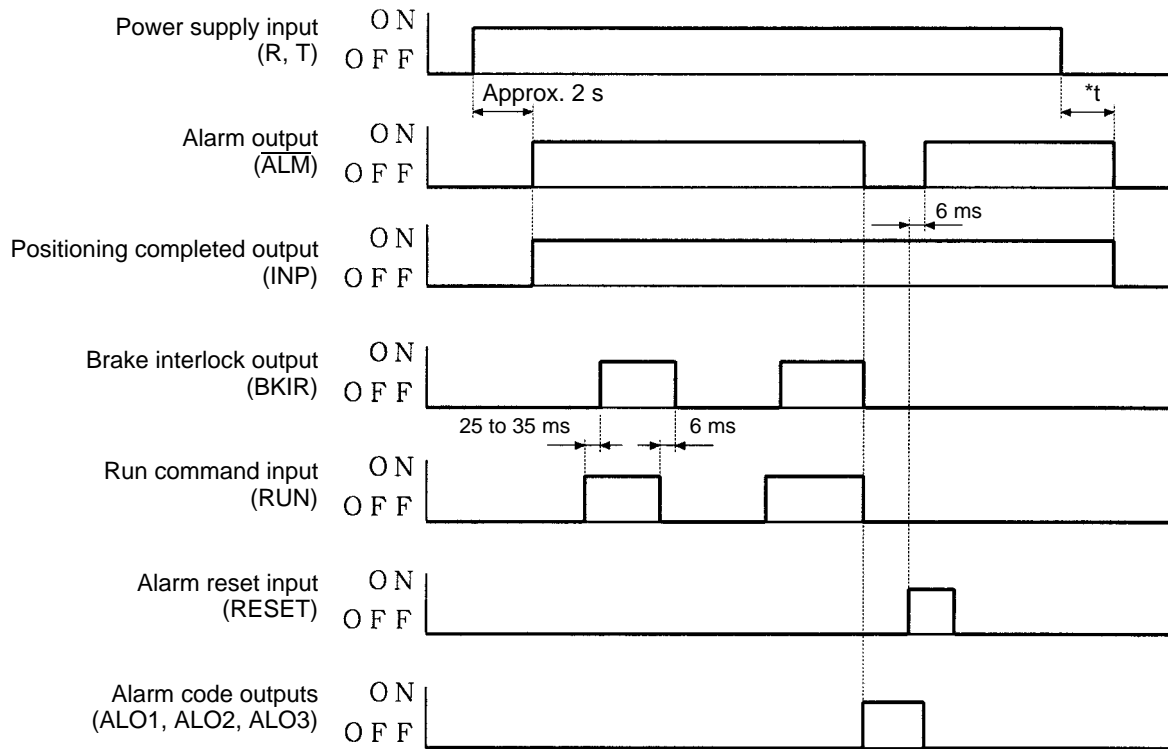 Power supply input
(R, T)
ON
OFF
Approx. 2 s
*t
Alarm output
(ALM)
ON
OFF
6 ms
Positioning completed output
(INP)
ON
OFF
Brake interlock output
(BKIR)
ON
OFF
25 to 35 ms
6 ms
Run command input
(RUN)
ON
OFF
Alarm reset input
(RESET)
ON
OFF
Alarm code outputs
(ALO1, ALO2, ALO3)
ON
OFF